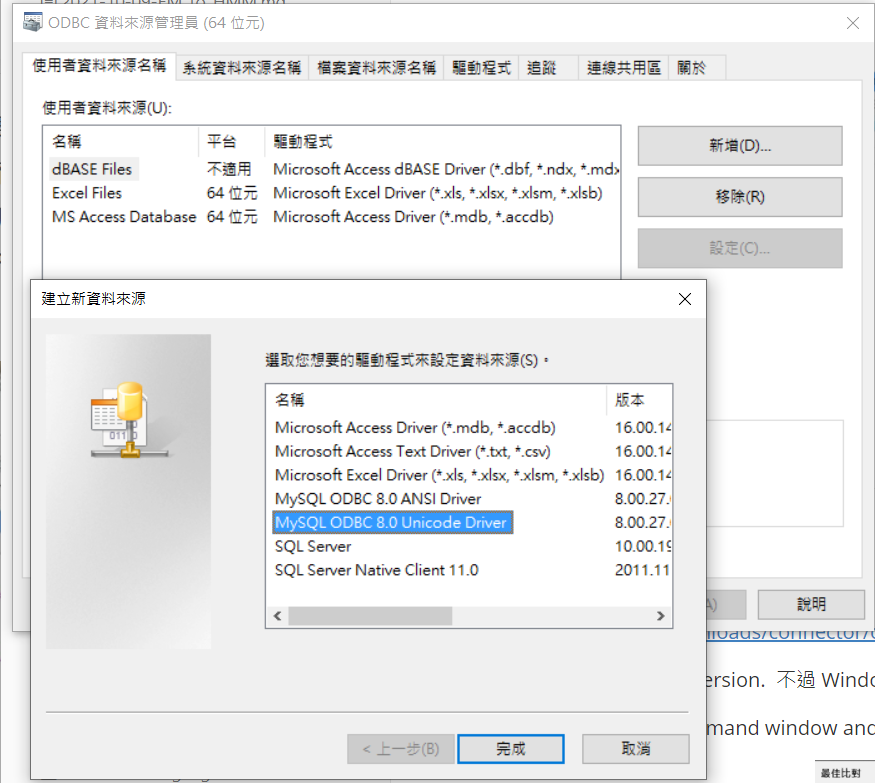 ODBC 資料來源管理員 (64 位元)
使用者資料來源名稱 系統資料來源名稱 檔案資料來源名稱 驅動程式 追蹤 連線共用區 關於
使用者資料來源(U):
名稱 平台 驅動程式
dBASE Files 不適用 Microsoft Access dBASE Driver (*.dbf, *.ndx, *.mdx
Excel Files 64 位元 Microsoft Excel Driver (*.xls, *.xlsx, *.xlsm, *.xlsb)
MS Access Database 64 位元 Microsoft Access Driver (*.mdb, *.accdb)
新增(D)...
移除(R)
設定(C)...
建立新資料來源
選取您想要的驅動程式來設定資料來源(S)。
名稱 版本
Microsoft Access Driver (*.mdb, *.accdb) 16.00.14
Microsoft Access Text Driver (*.txt, *.csv) 16.00.14
Microsoft Excel Driver (*.xls, *.xlsx, *.xlsm, *.xlsb) 16.00.14
MySQL ODBC 8.0 ANSI Driver 8.00.27.
MySQL ODBC 8.0 Unicode Driver 8.00.27.
SQL Server 10.00.19
SQL Server Native Client 11.0 2011.11
< 上一步(B) 完成 取消
A) 說明
nloads/connector/
ersion. 不過 Windo
mand window and
最佳比對